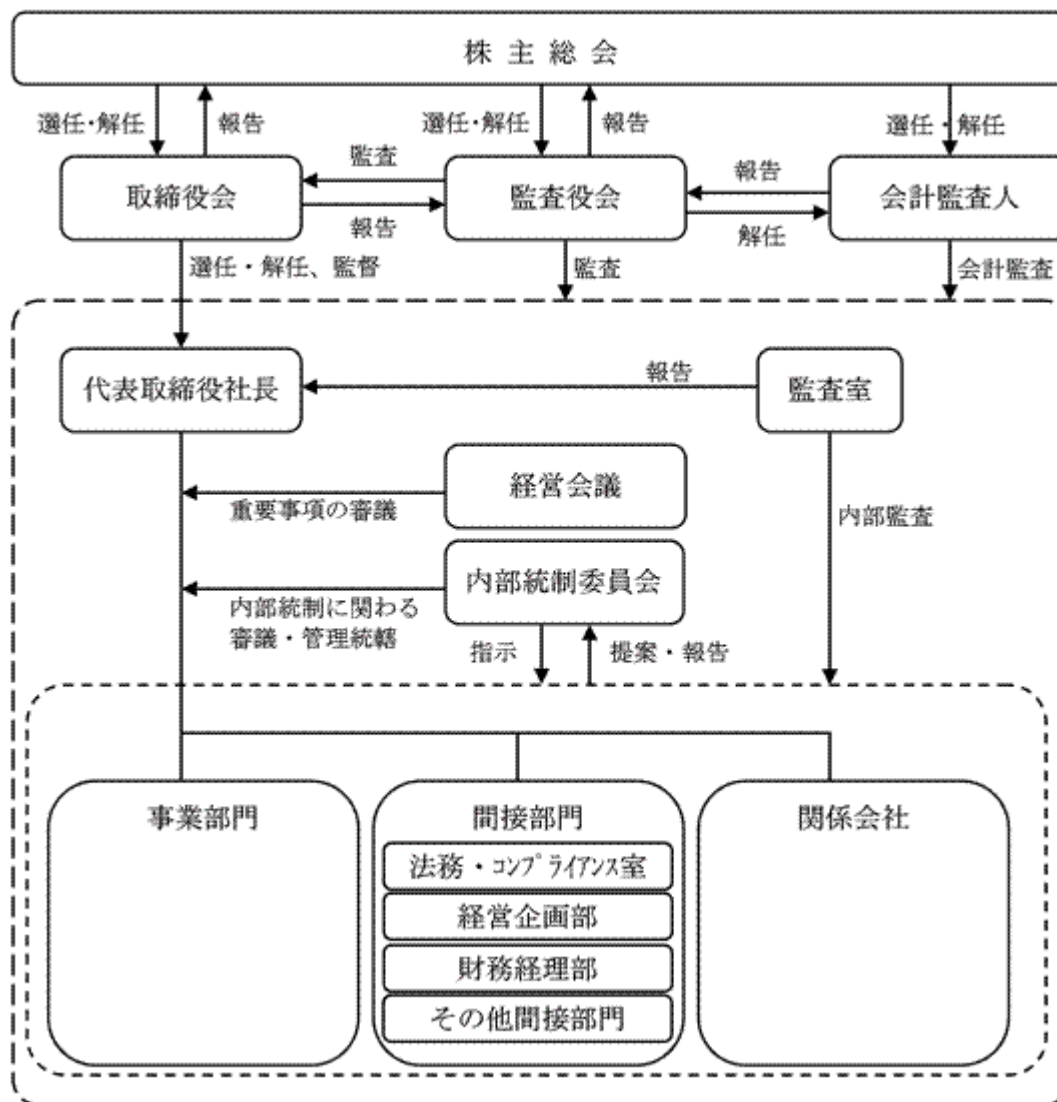 株主総会
選任・解任
報告
選任・解任
報告
選任・解任
取締役会
監査
報告
監査役会
報告
解任
会計監査人
選任・解任、監督
監査
会計監査
代表取締役社長
報告
監査室
経営会議
重要事項の審議
内部監査
内部統制委員会
内部統制に関わる
審議・管理統轄
指示
提案・報告
事業部門
間接部門
関係会社
法務・ｺﾝﾌﾟﾗｲｱﾝｽ室
経営企画部
財務経理部
その他間接部門